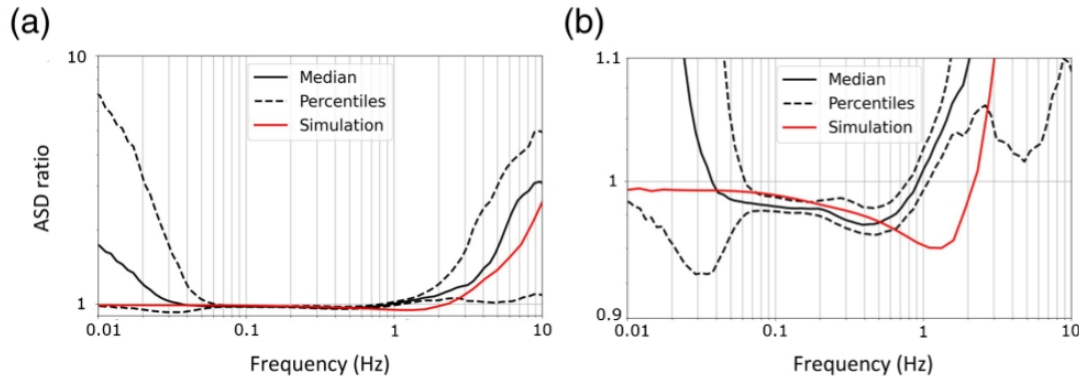 (a)
10
Median
Percentiles
Simulation
ASD ratio
1
0.01
0.1
1
10
Frequency (Hz)
(b)
1.1
Median
Percentiles
Simulation
1
0.9
0.01
0.1
1
10
Frequency (Hz)